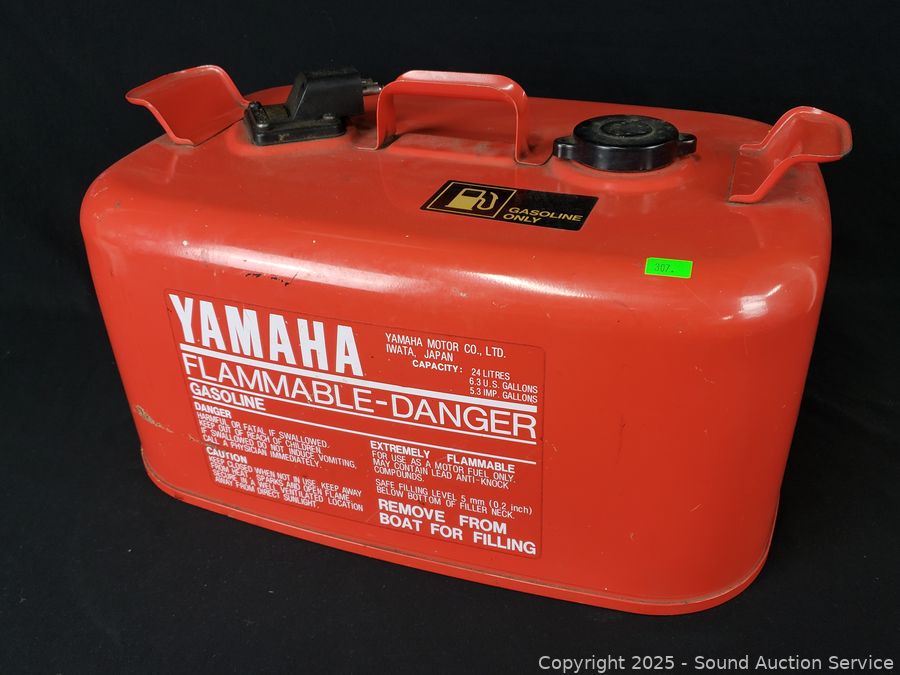 GASOLINE
ONLY
307.
YAMAHA
YAMAHA MOTOR CO., LTD.
IWATA, JAPAN
CAPACITY: 24 LITRES
6.3 U.S. GALLONS
5.3 IMP. GALLONS
FLAMMABLE-DANGER
GASOLINE
DANGER
HARMFUL OR FATAL IF SWALLOWED.
KEEP OUT OF REACH OF CHILDREN.
IF SWALLOWED DO NOT INDUCE VOMITING.
CALL A PHYSICIAN IMMEDIATELY.
CAUTION
KEEP CLOSED WHEN NOT IN USE. KEEP AWAY
FROM HEAT, SPARKS AND OPEN FLAME.
SECURE IN A WELL VENTILATED LOCATION
AWAY FROM DIRECT SUNLIGHT.
EXTREMELY FLAMMABLE
FOR USE AS A MOTOR FUEL ONLY.
MAY CONTAIN LEAD ANTI-KNOCK
COMPOUNDS.
SAFE FILLING LEVEL 5 mm (0.2 inch)
BELOW BOTTOM OF FILLER NECK.
REMOVE FROM
BOAT FOR FILLING
Copyright © 2025 - Sound Auction Service